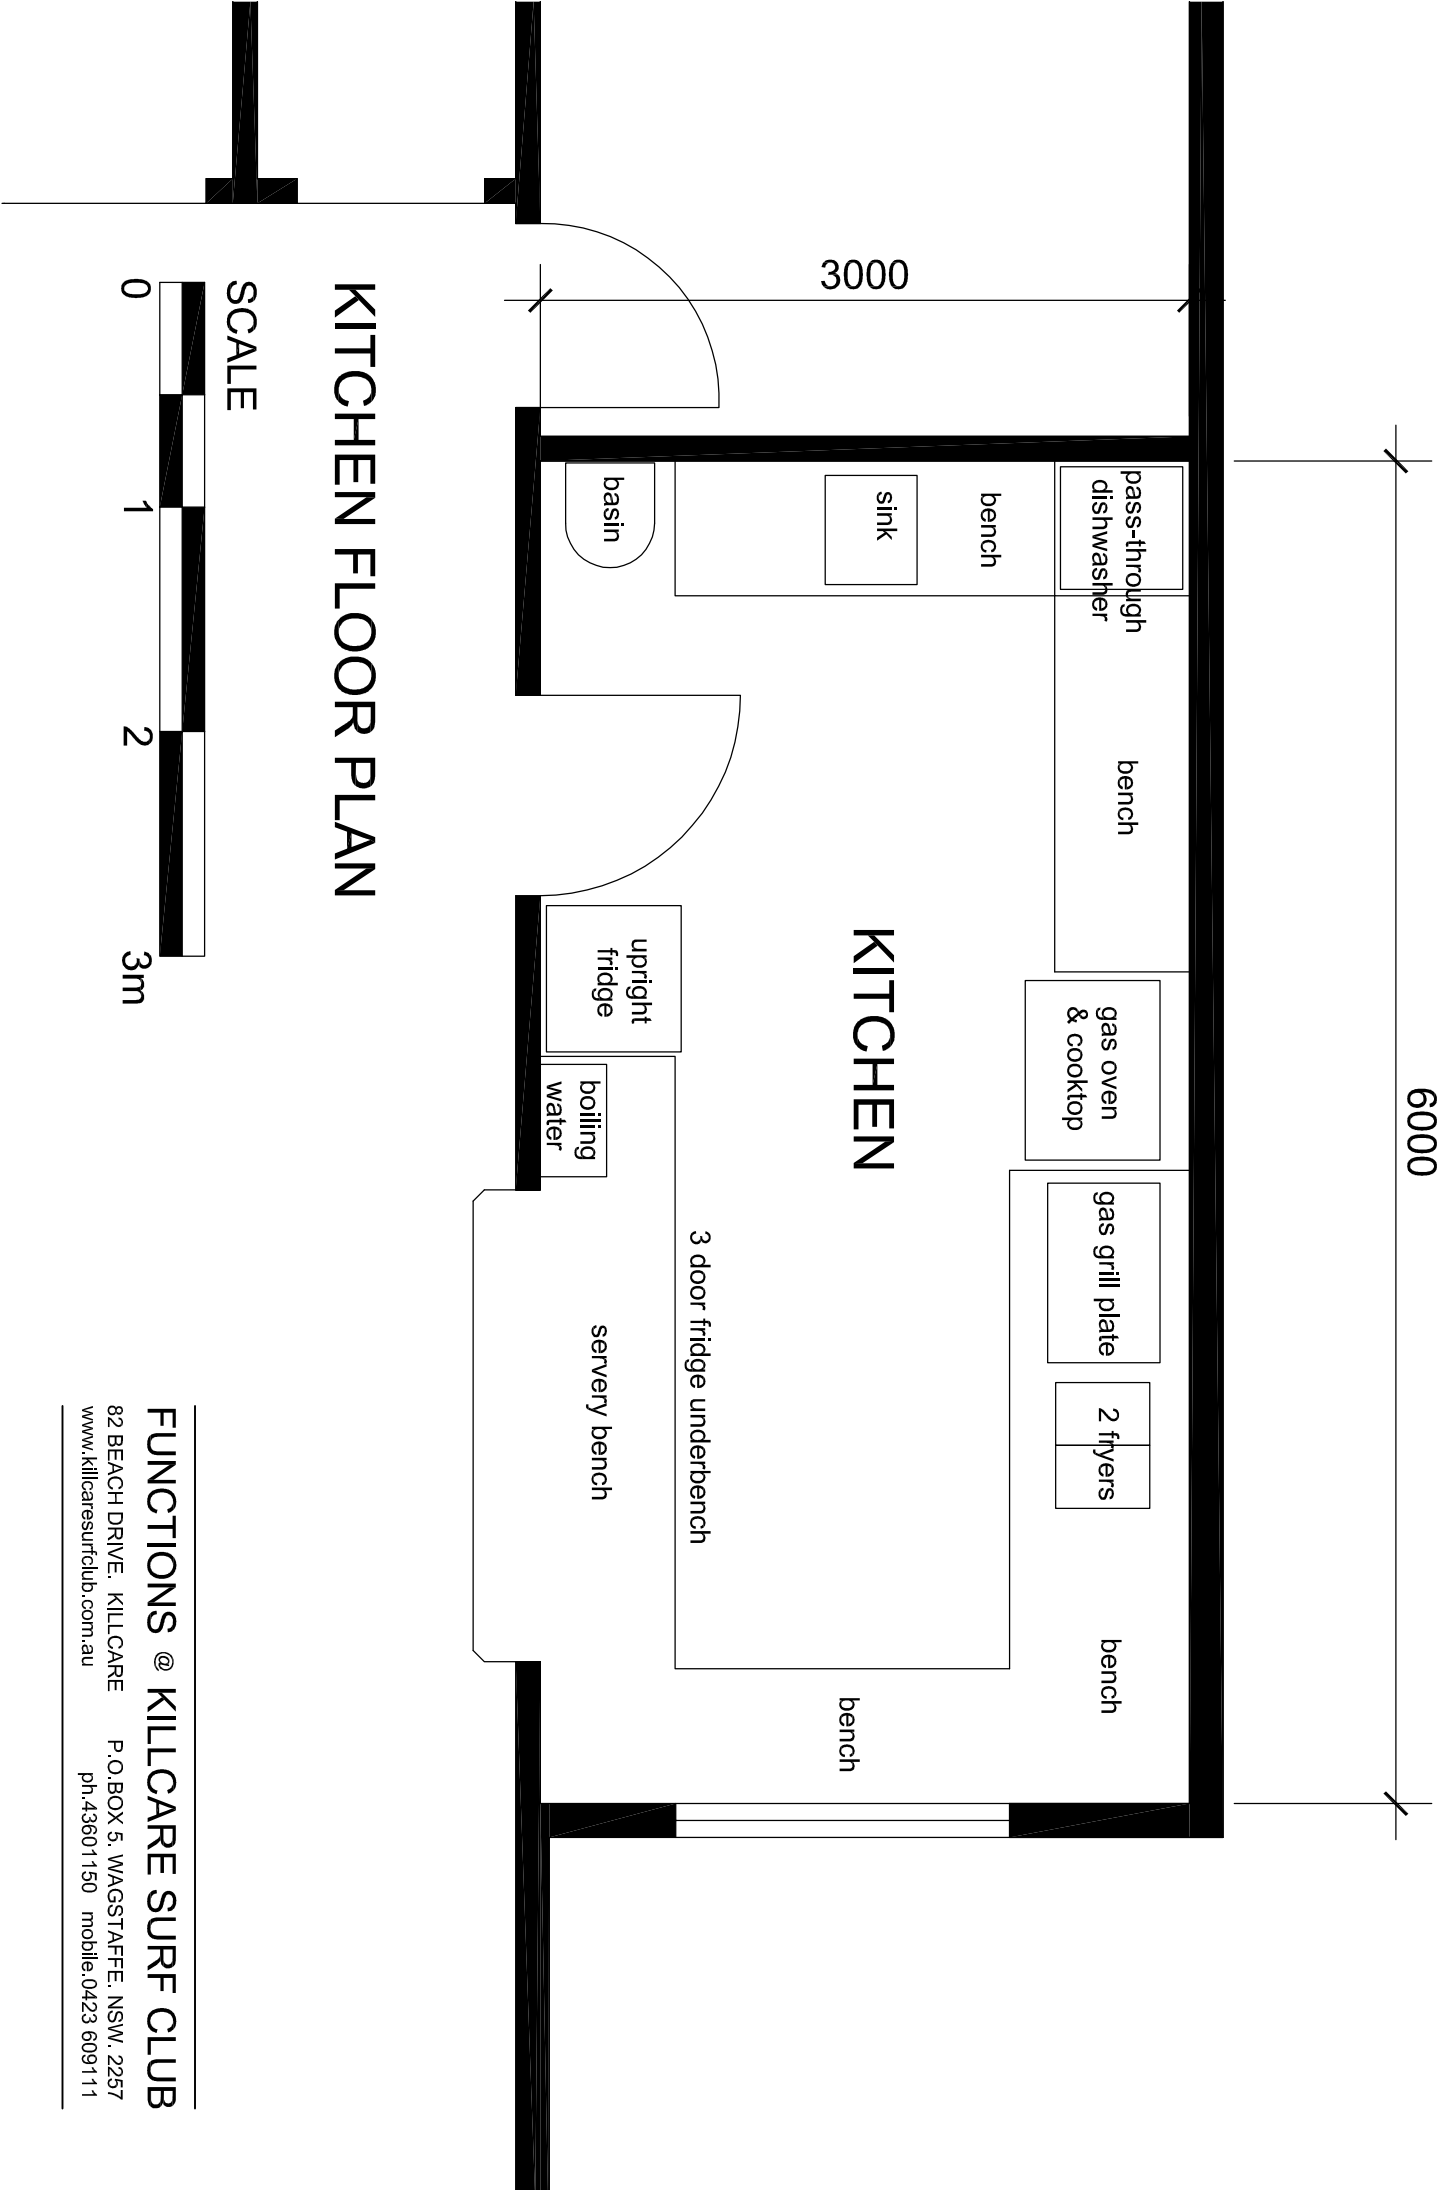 6000
3000
pass-through
dishwasher
bench
sink
basin
bench
gas oven
& cooktop
gas grill plate
2 fryers
bench
KITCHEN
upright
fridge
boiling
water
3 door fridge underbench
servery bench
bench
KITCHEN FLOOR PLAN
SCALE
0 1 2 3m
FUNCTIONS @ KILLCARE SURF CLUB
82 BEACH DRIVE. KILLCARE P.O.BOX 5. WAGSTAFFE. NSW. 2257
www.killcaresurfclub.com.au ph.43601150 mobile.0423 609111